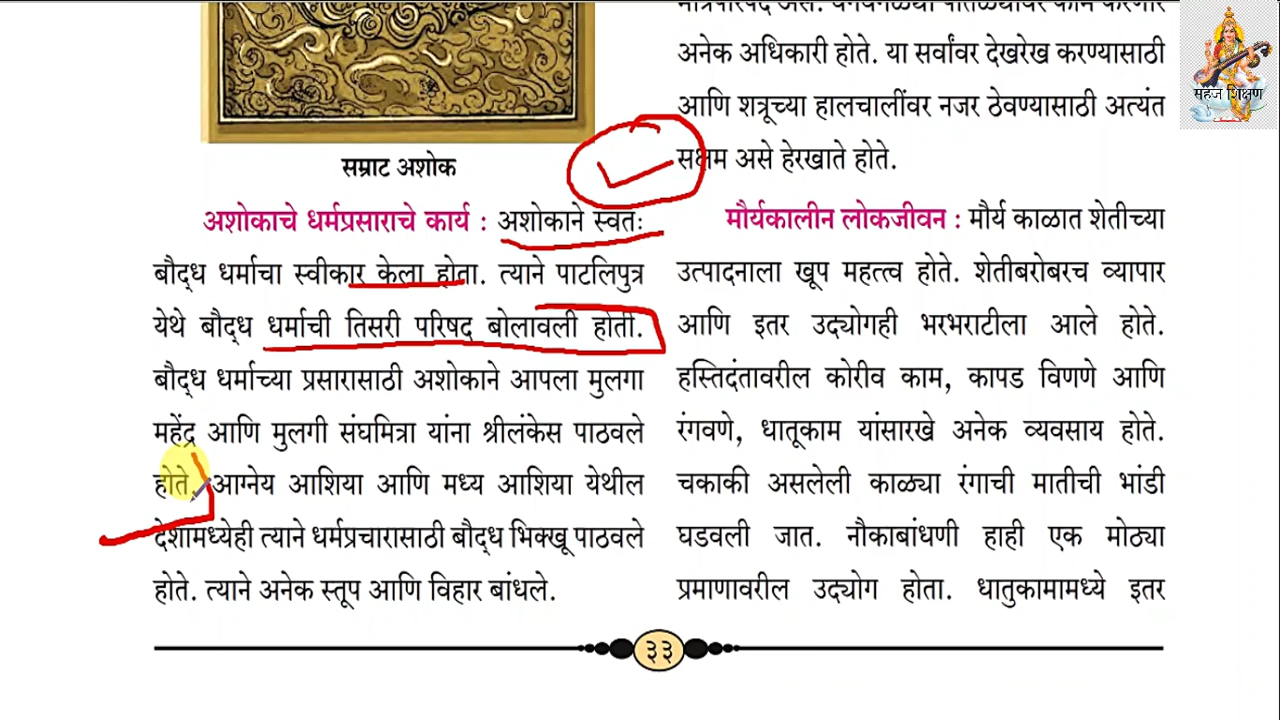 सम्राट अशोक
अशोकाचे धर्मप्रसाराचे कार्य : अशोकाने स्वतः
बौद्ध धर्माचा स्वीकार केला होता. त्याने पाटलिपुत्र
येथे बौद्ध धर्माची तिसरी परिषद बोलावली होती.
बौद्ध धर्माच्या प्रसारासाठी अशोकाने आपला मुलगा
महेंद्र आणि मुलगी संघमित्रा यांना श्रीलंकेस पाठवले
होते. आग्नेय आशिया आणि मध्य आशिया येथील
देशांमध्येही त्याने धर्मप्रचारासाठी बौद्ध भिक्खू पाठवले
होते. त्याने अनेक स्तूप आणि विहार बांधले.
अनेक अधिकारी होते. या सर्वांवर देखरेख करण्यासाठी
आणि शत्रूच्या हालचालींवर नजर ठेवण्यासाठी अत्यंत
सक्षम असे हेरखाते होते.
मौर्यकालीन लोकजीवन : मौर्य काळात शेतीच्या
उत्पादनाला खूप महत्त्व होते. शेतीबरोबरच व्यापार
आणि इतर उद्योगही भरभराटीला आले होते.
हस्तिदंतावरील कोरीव काम, कापड विणणे आणि
रंगवणे, धातूकाम यांसारखे अनेक व्यवसाय होते.
चकाकी असलेली काळ्या रंगाची मातीची भांडी
घडवली जात. नौकाबांधणी हाही एक मोठ्या
प्रमाणावरील उद्योग होता. धातुकामामध्ये इतर
३३
सहज शिक्षण